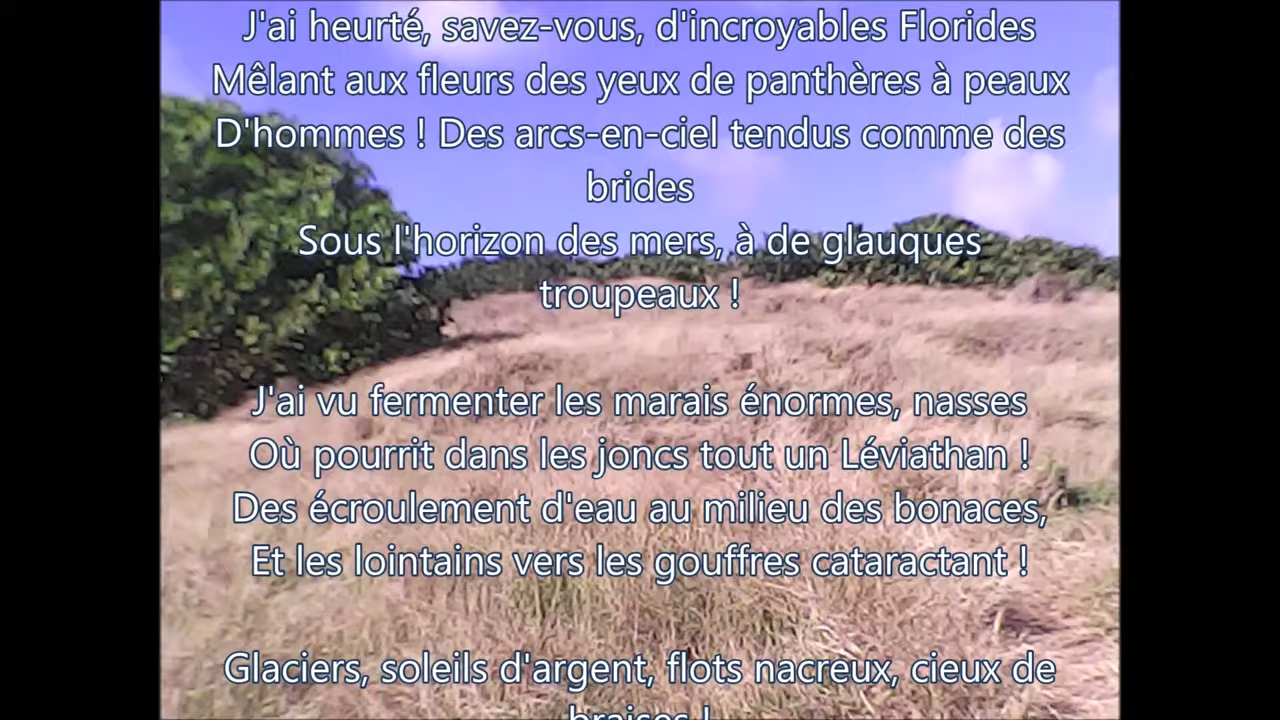 J'ai heurté, savez-vous, d'incroyables Florides
Mêlant aux fleurs des yeux de panthères à peaux
D'hommes ! Des arcs-en-ciel tendus comme des
brides
Sous l'horizon des mers, à de glauques
troupeaux !
J'ai vu fermenter les marais énormes, nasses
Où pourrit dans les joncs tout un Léviathan !
Des écroulement d'eau au milieu des bonaces,
Et les lointains vers les gouffres cataractant !
Glaciers, soleils d'argent, flots nacreux, cieux de
braises !